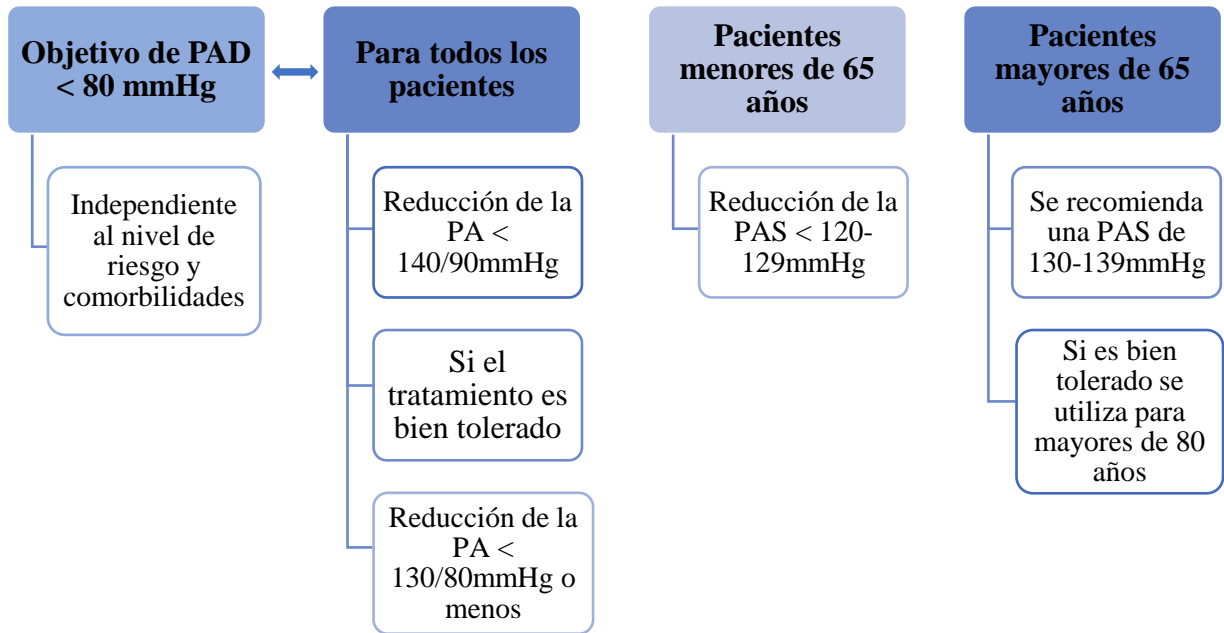 Objetivo de PAD
< 80 mmHg
Independiente
al nivel de
riesgo y
comorbilidades
Para todos los
pacientes
Reducción de la
PA <
140/90mmHg
Si el
tratamiento es
bien tolerado
Reducción de la
PA <
130/80mmHg o
menos
Pacientes
menores de 65
años
Reducción de la
PAS < 120-
129mmHg
Pacientes
mayores de 65
años
Se recomienda
una PAS de
130-139mmHg
Si es bien
tolerado se
utiliza para
mayores de 80
años